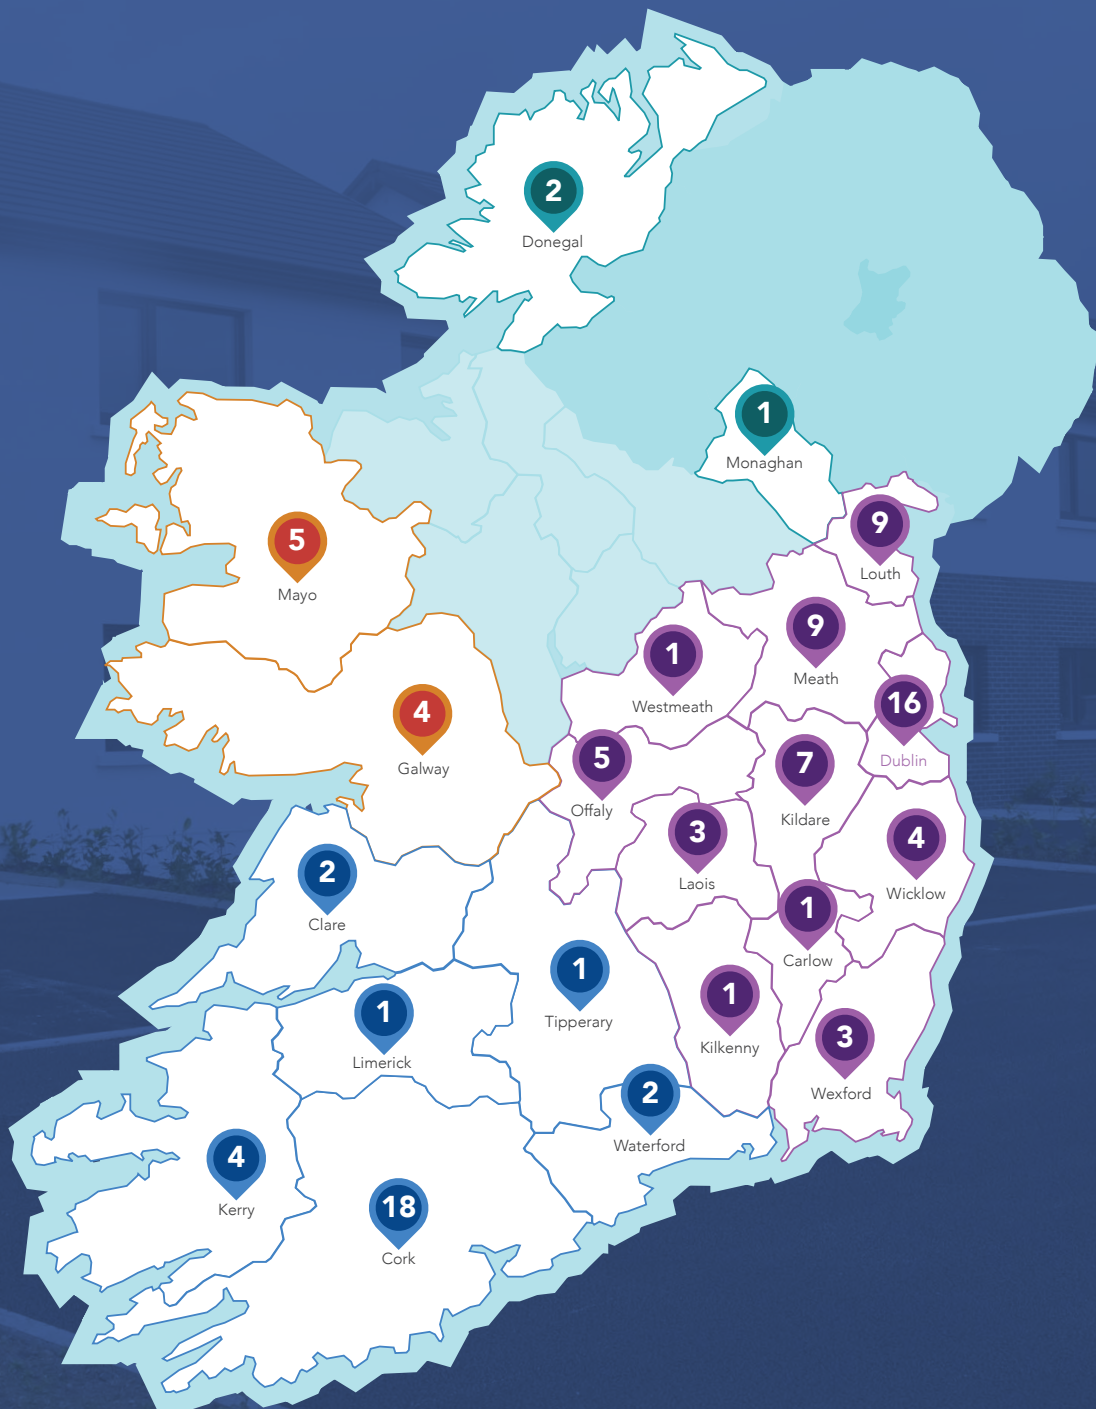 2
Donegal
1
Monaghan
9
Louth
5
Mayo
9
Meath
1
Westmeath
16
Dublin
4
Galway
5
Offaly
7
Kildare
3
Laois
4
Wicklow
2
Clare
1
Carlow
1
Tipperary
1
Kilkenny
1
Limerick
3
Wexford
2
Waterford
4
Kerry
18
Cork